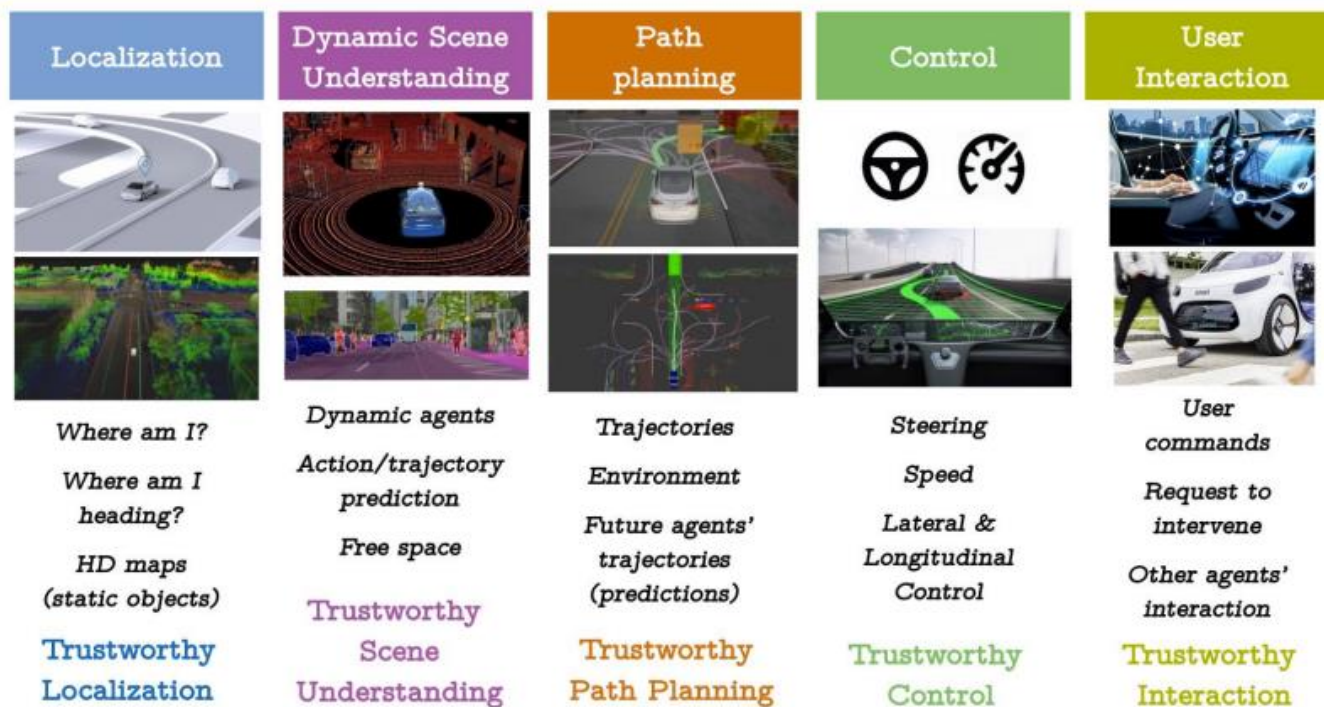 Localization
Dynamic Scene
Understanding
Path
planning
Control
User
Interaction
Where am I?
Where am I
heading?
HD maps
(static objects)
Trustworthy
Localization
Dynamic agents
Action/trajectory
prediction
Free space
Trustworthy
Scene
Understanding
Trajectories
Environment
Future agents'
trajectories
(predictions)
Trustworthy
Path Planning
Steering
Speed
Lateral &
Longitudinal
Control
Trustworthy
Control
User
commands
Request to
intervene
Other agents'
interaction
Trustworthy
Interaction